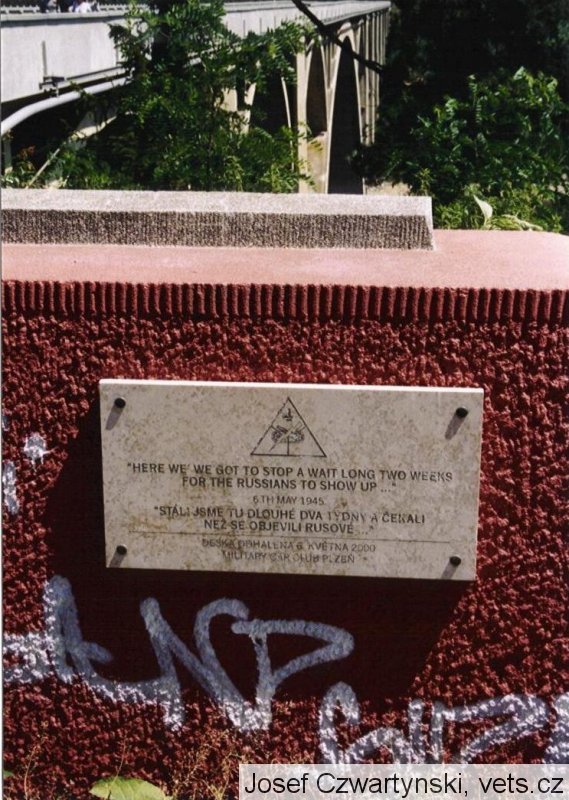 "HERE WE' WE GOT TO STOP A WAIT LONG TWO WEEKS
FOR THE RUSSIANS TO SHOW UP ..."
6TH MAY 1945
"STÁLI JSME TU DLOUHÉ DVA TÝDNY A ČEKALI
NEŽ SE OBJEVILI RUSOVÉ ..."
DESKA ODHALENA 6. KVĚTNA 2000
MILITARY CAR CLUB PLZEŇ
Josef Czwartynski, vets.cz